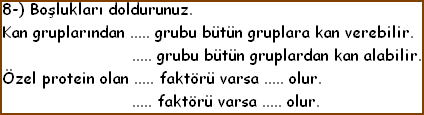 8-) Boşlukları doldurunuz.
Kan gruplarından ..... grubu bütün gruplara kan verebilir.
..... grubu bütün gruplardan kan alabilir.
Özel protein olan ..... faktörü varsa ..... olur.
..... faktörü varsa ..... olur.